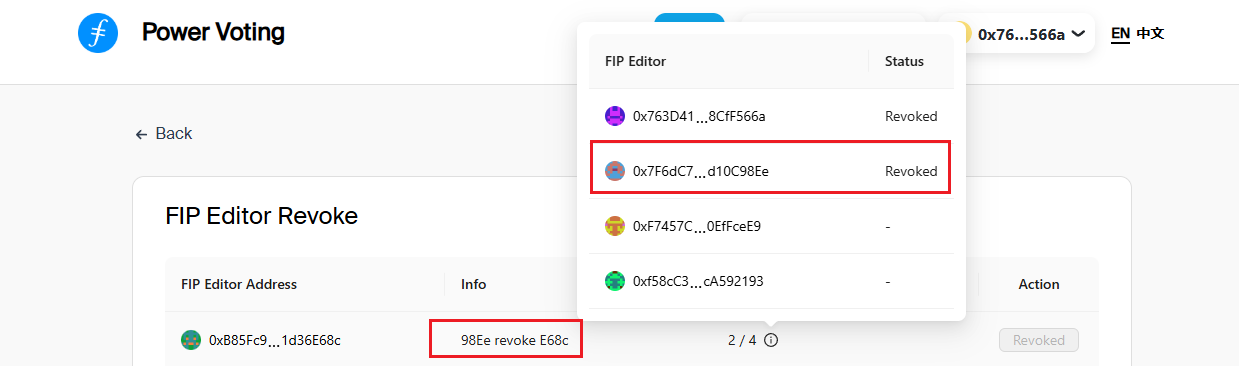 Power Voting
0x76...566a
EN 中文
FIP Editor Status
0x763D41...8CfF566a Revoked
0x7F6dC7...d10C98Ee Revoked
0xF7457C...0EfFceE9 -
0xf58cC3...cA592193 -
← Back
FIP Editor Revoke
FIP Editor Address Info Action
0xB85Fc9...1d36E68c 98Ee revoke E68c 2 / 4 Revoked